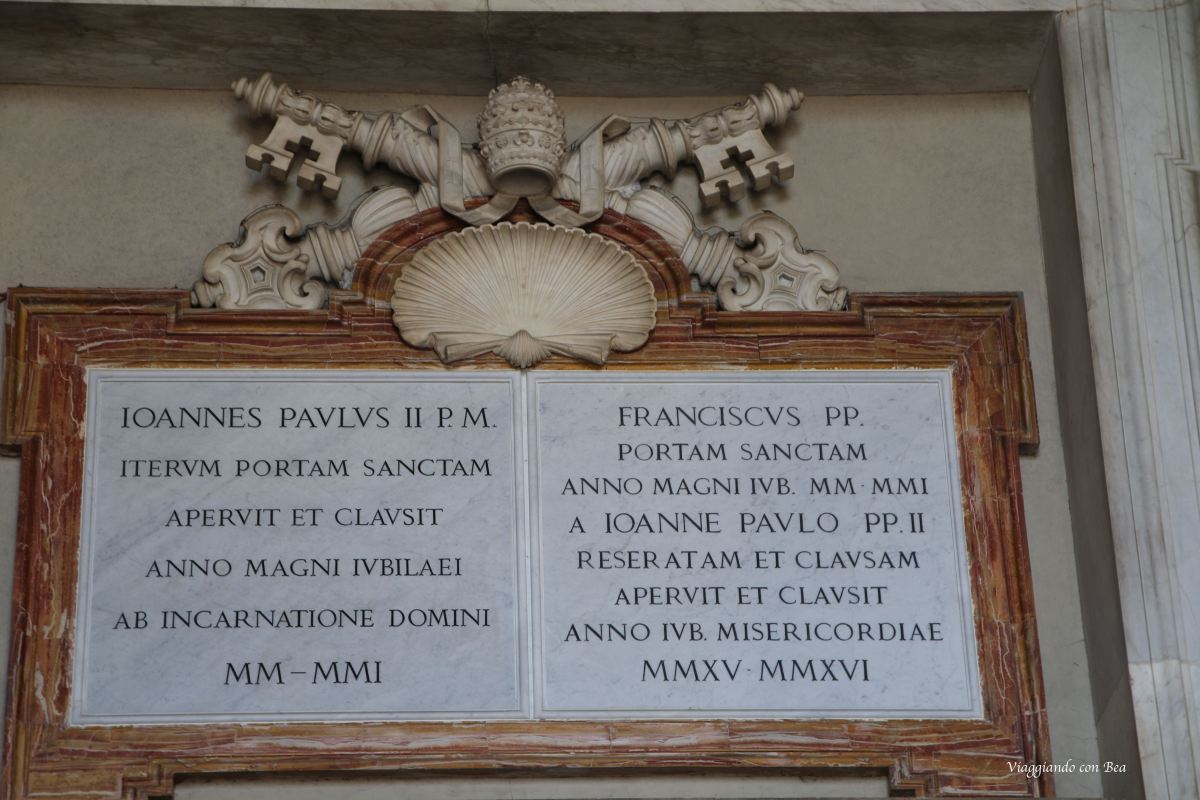 IOANNES PAVLVS II P. M.
ITERVM PORTAM SANCTAM
APERVIT ET CLAVSIT
ANNO MAGNI IVBILAEI
AB INCARNATIONE DOMINI
MM–MMI
FRANCISCVS PP.
PORTAM SANCTAM
ANNO MAGNI IVB. MM·MMI
A IOANNE PAVLO PP. II
RESERATAM ET CLAVSAM
APERVIT ET CLAVSIT
ANNO IVB. MISERICORDIAE
MMXV·MMXVI
Viaggiando con Bea